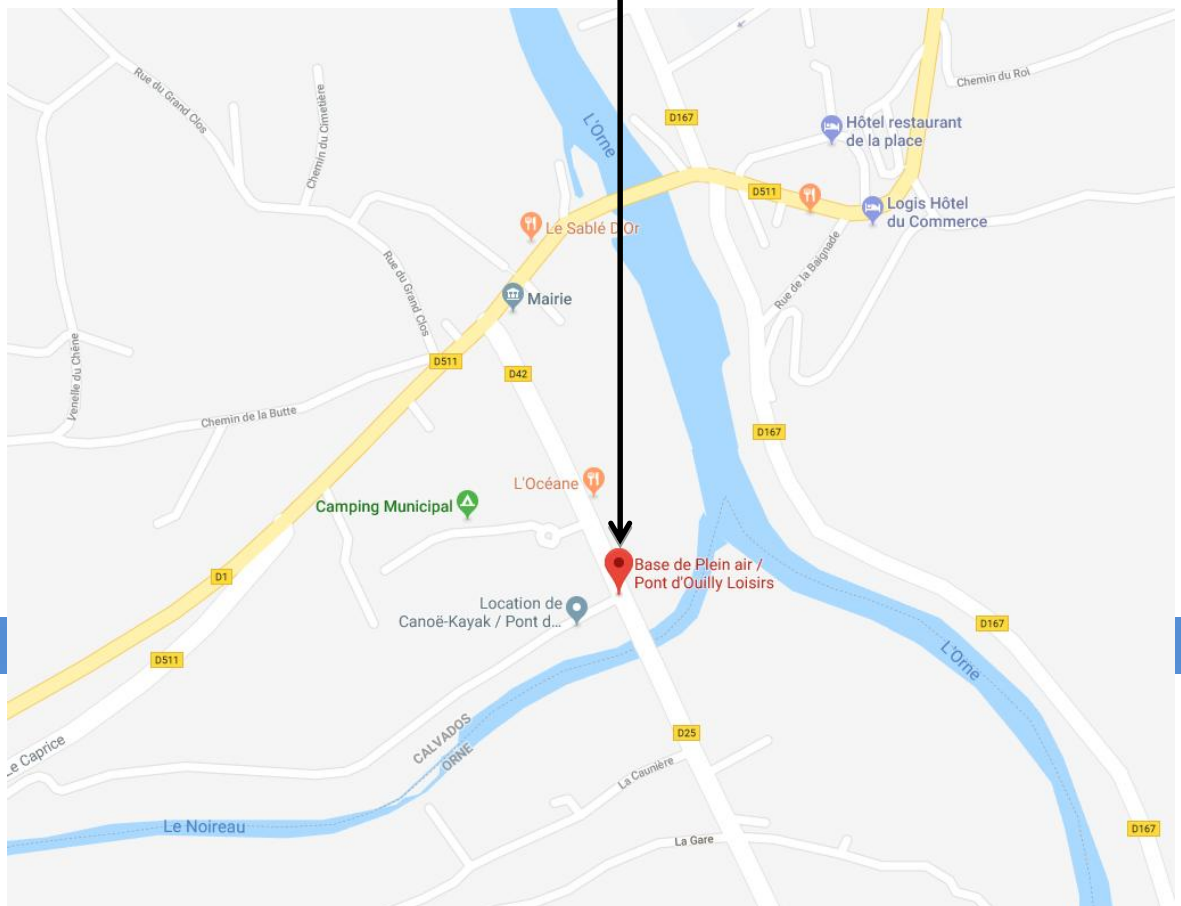 Rue du Grand Clos
Chemin du Cimetière
L'Orne
D167
Chemin du Roi
Hôtel restaurant
de la place
D511
Logis Hôtel
du Commerce
Le Sablé D'Or
Rue du Grand Clos
Mairie
Rue de la Baignade
Venelle du Chêne
D511
D42
Chemin de la Butte
D167
L'Océane
Camping Municipal
D1
Base de Plein air /
Pont d'Ouilly Loisirs
Location de
Canoë-Kayak / Pont d...
D167
L'Orne
D511
CALVADOS
ORNE
D25
Le Caprice
La Caunière
Le Noireau
La Gare
D167